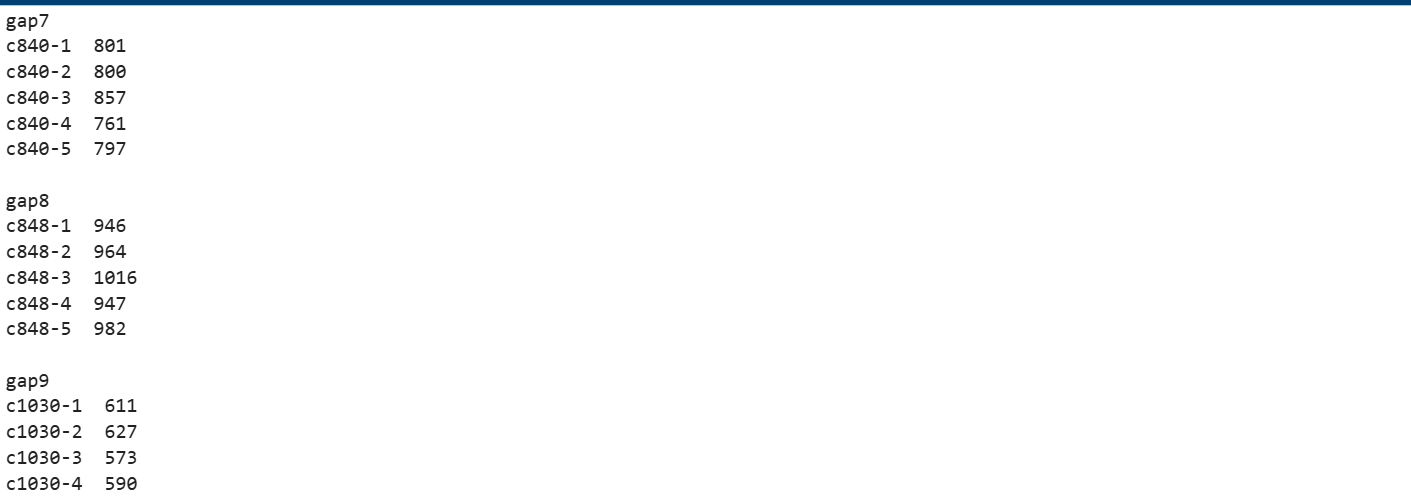 gap7
c840-1  801
c840-2  800
c840-3  857
c840-4  761
c840-5  797

gap8
c848-1  946
c848-2  964
c848-3  1016
c848-4  947
c848-5  982

gap9
c1030-1  611
c1030-2  627
c1030-3  573
c1030-4  590